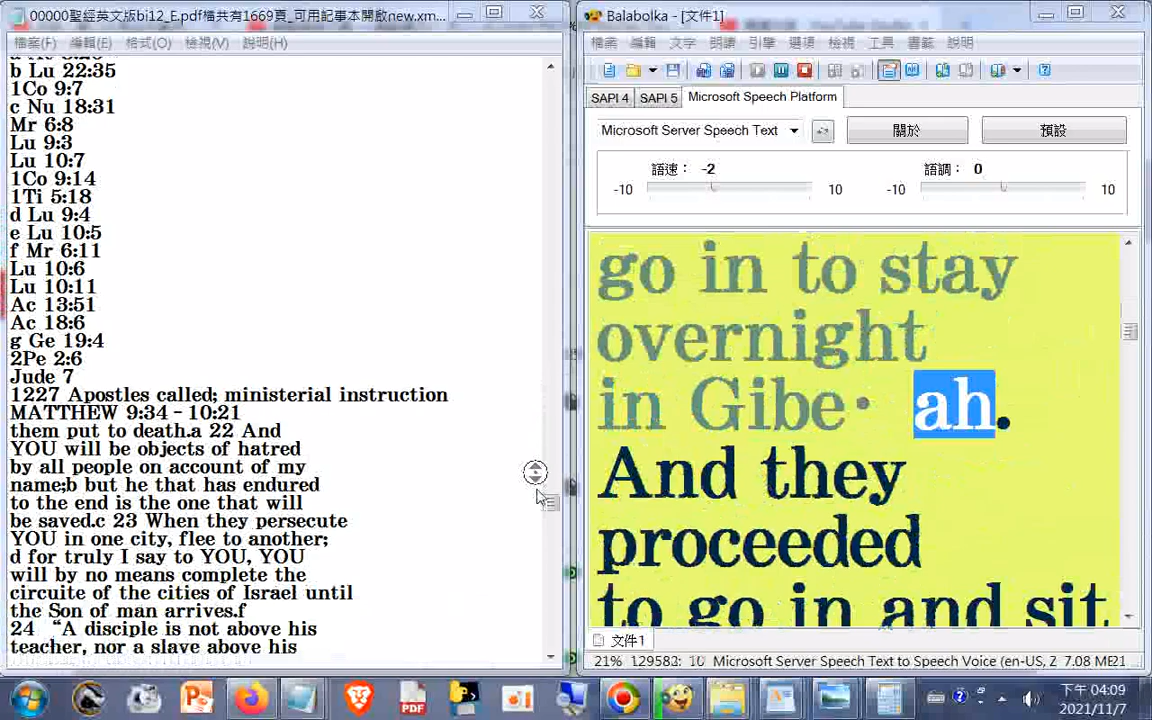 00000聖經英文版bi12_E.pdf檔共有1669頁_可用記事本開啟new.xm...
檔案(F) 編輯(E) 格式(O) 檢視(V) 說明(H)
b Lu 22:35
1Co 9:7
c Nu 18:31
Mr 6:8
Lu 9:3
Lu 10:7
1Co 9:14
1Ti 5:18
d Lu 9:4
e Lu 10:5
f Mr 6:11
Lu 10:6
Lu 10:11
Ac 13:51
Ac 18:6
g Ge 19:4
2Pe 2:6
Jude 7
1227 Apostles called; ministerial instruction
MATTHEW 9:34 - 10:21
them put to death.a 22 And
YOU will be objects of hatred
by all people on account of my
name;b but he that has endured
to the end is the one that will
be saved.c 23 When they persecute
YOU in one city, flee to another;
d for truly I say to YOU, YOU
will by no means complete the
circuite of the cities of Israel until
the Son of man arrives.f
24 “A disciple is not above his
teacher, nor a slave above his
Balabolka - [文件1]
檔案 編輯 文字 朗讀 引擎 選項 檢視 工具 書籤 說明
SAPI 4 SAPI 5 Microsoft Speech Platform
Microsoft Server Speech Text 關於 預設
語速： -2 語調： 0
-10 10 -10 10
go in to stay
overnight
in Gibe· ah.
And they
proceeded
to go in and sit
文件1
21% 129582: 10 Microsoft Server Speech Text to Speech Voice (en-US, Z 7.08 ME21
PDF
下午 04:09
2021/11/7